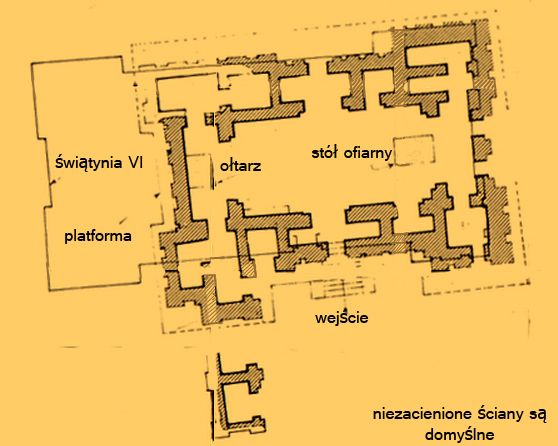 świątynia VI
ołtarz
stół ofiarny
platforma
wejście
niezacienione ściany są
domyślne